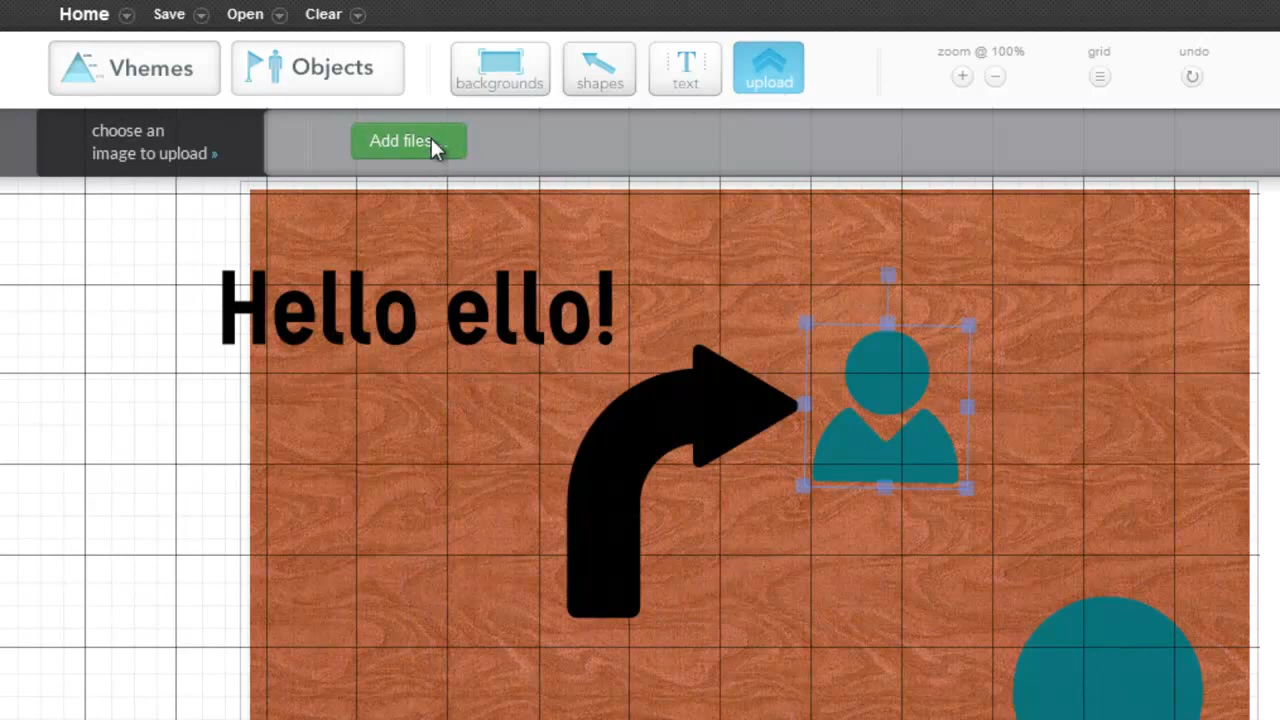 Home Save Open Clear
Vhemes Objects backgrounds shapes text upload zoom @ 100% grid undo
choose an
image to upload »
Add files...
Hello ello!